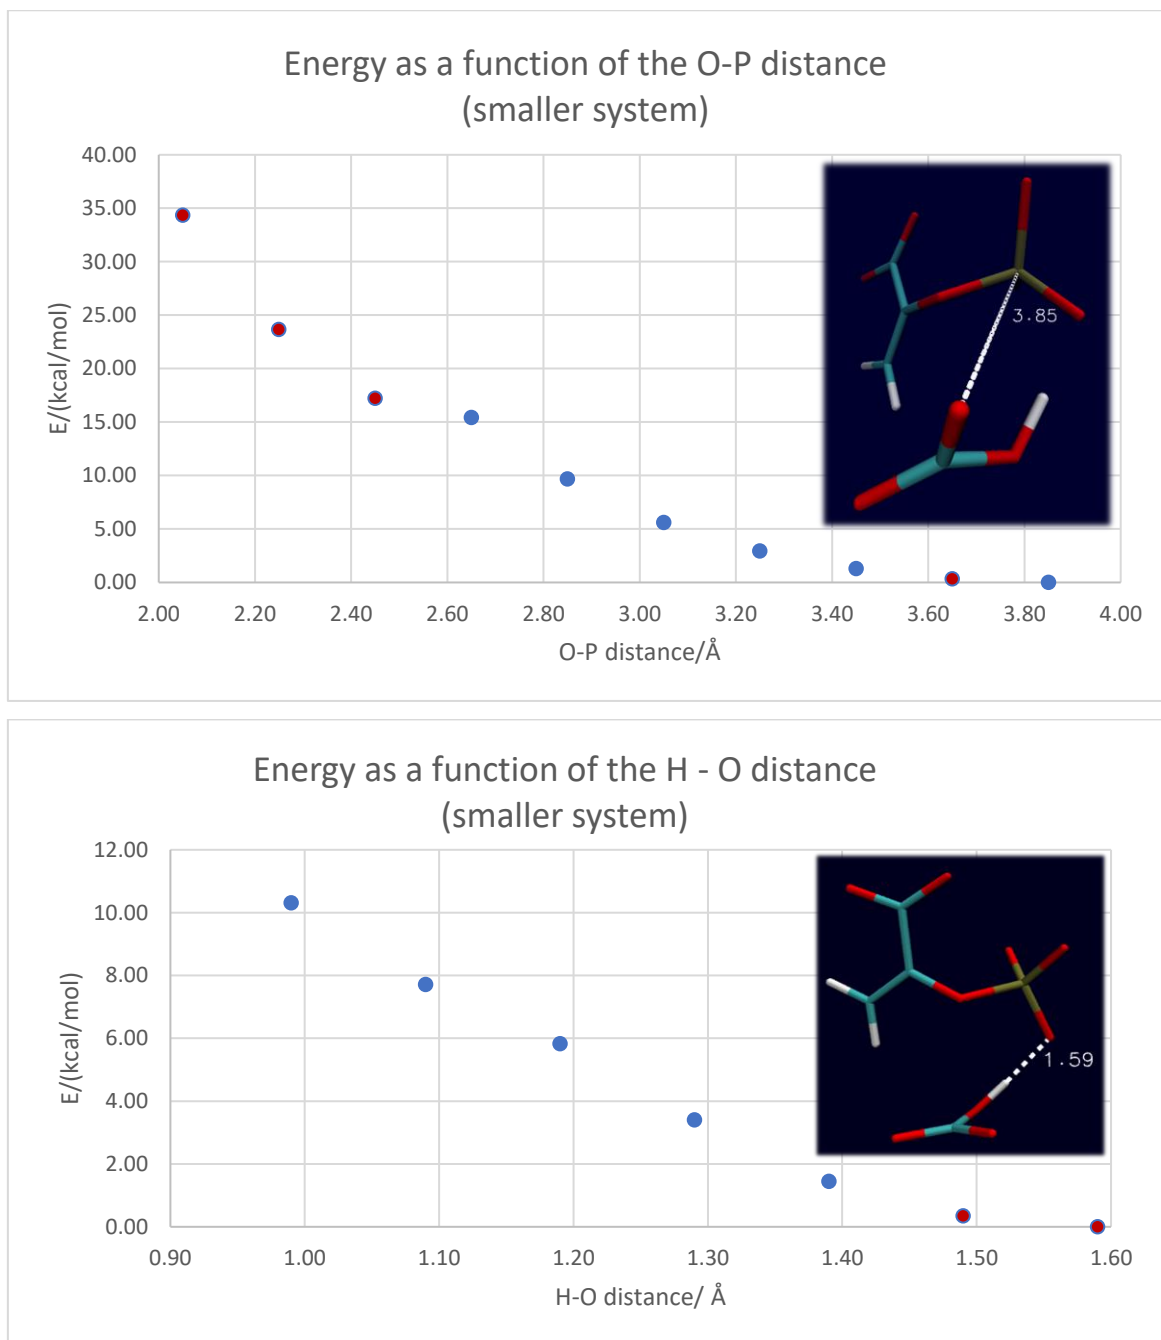 Energy as a function of the O-P distance
(smaller system)
40.00
35.00
30.00
25.00
20.00
15.00
10.00
5.00
0.00
E/(kcal/mol)
3.85
2.00 2.20 2.40 2.60 2.80 3.00 3.20 3.40 3.60 3.80 4.00
O-P distance/Å
Energy as a function of the H - O distance
(smaller system)
12.00
10.00
8.00
6.00
4.00
2.00
0.00
E/(kcal/mol)
1.59
0.90 1.00 1.10 1.20 1.30 1.40 1.50 1.60
H-O distance/ Å